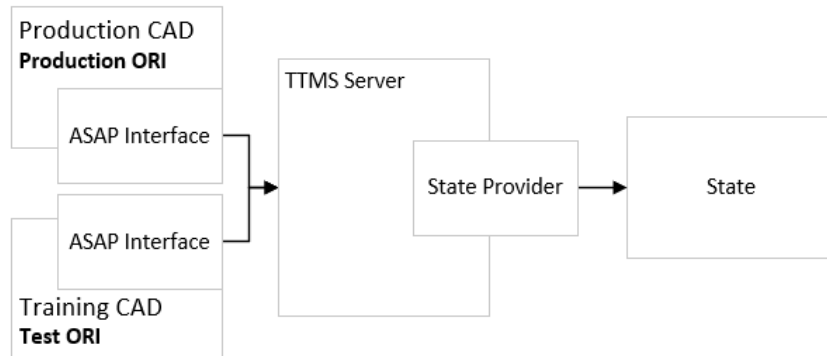 Production CAD
Production ORI
ASAP Interface
TTMS Server
State Provider
State
ASAP Interface
Training CAD
Test ORI